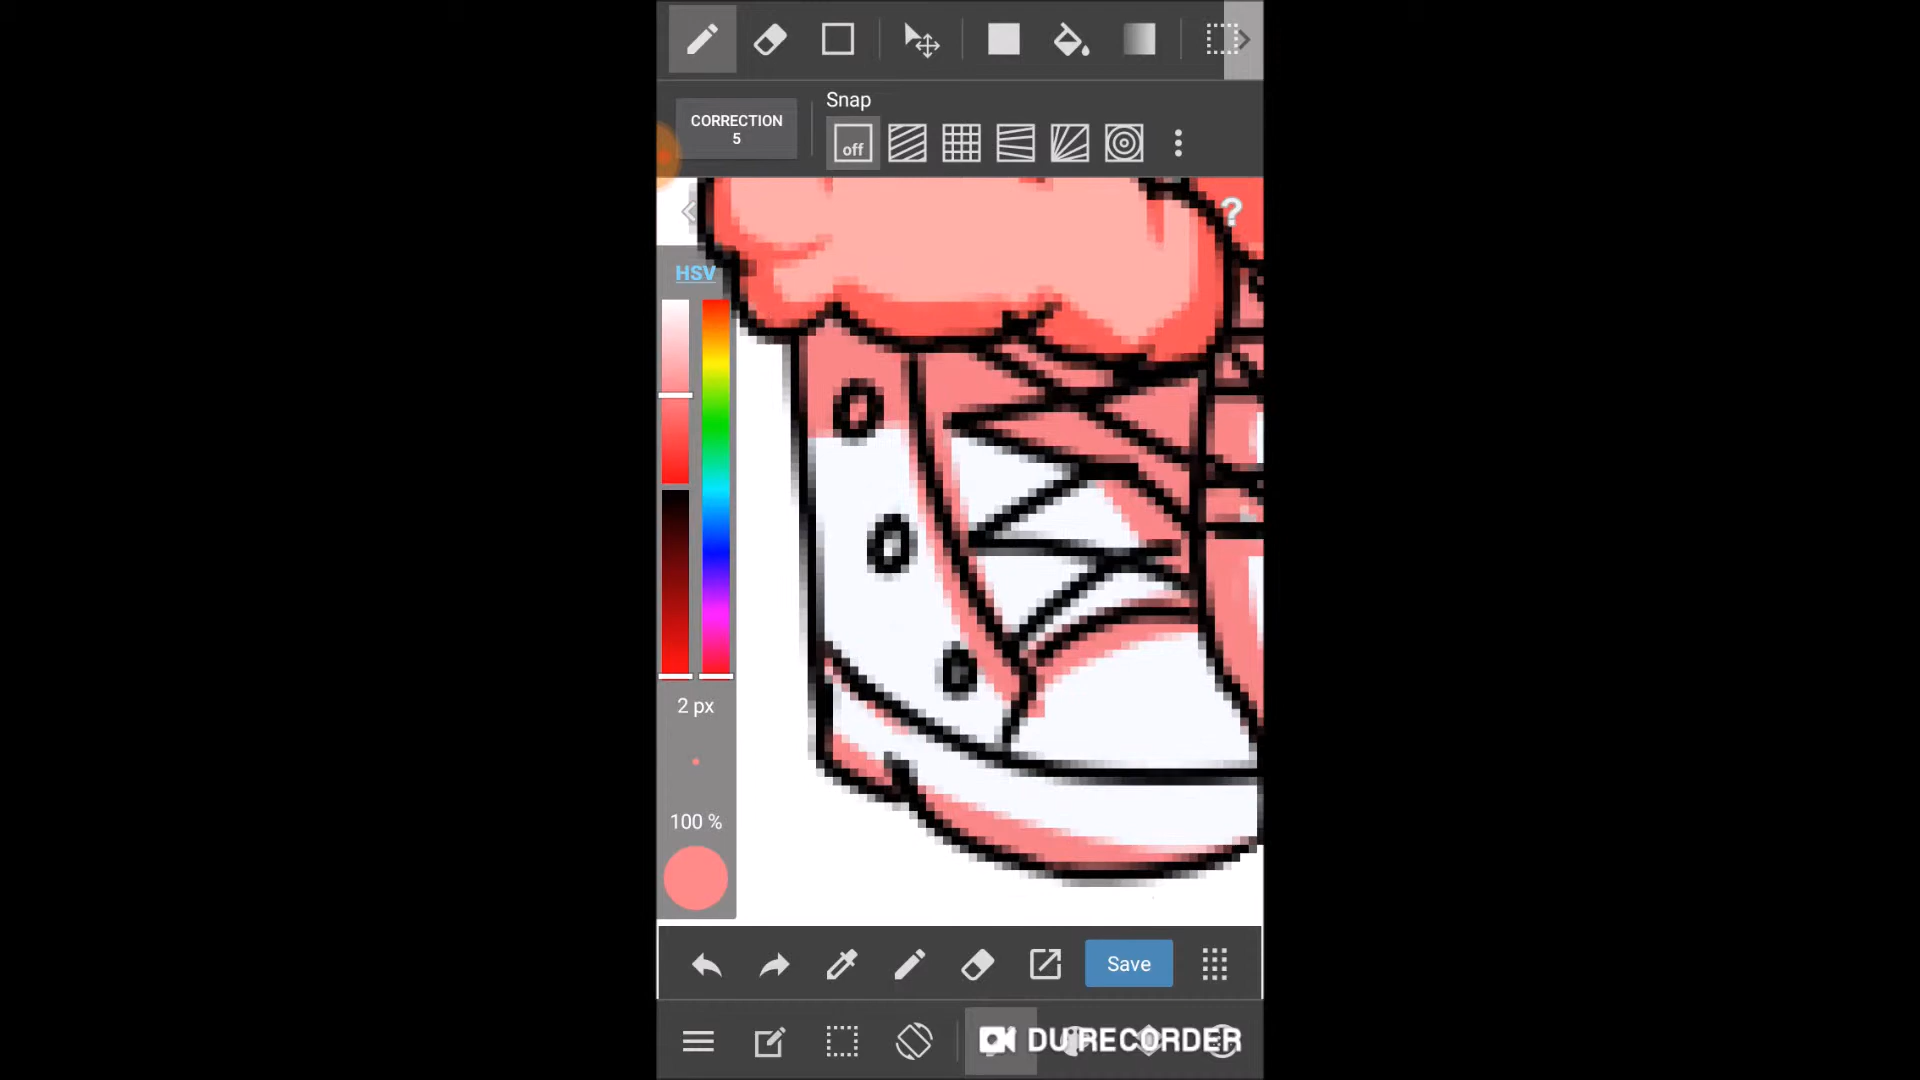 Snap
CORRECTION
5
off
?
HSV
2 px
100 %
Save
DU RECORDER